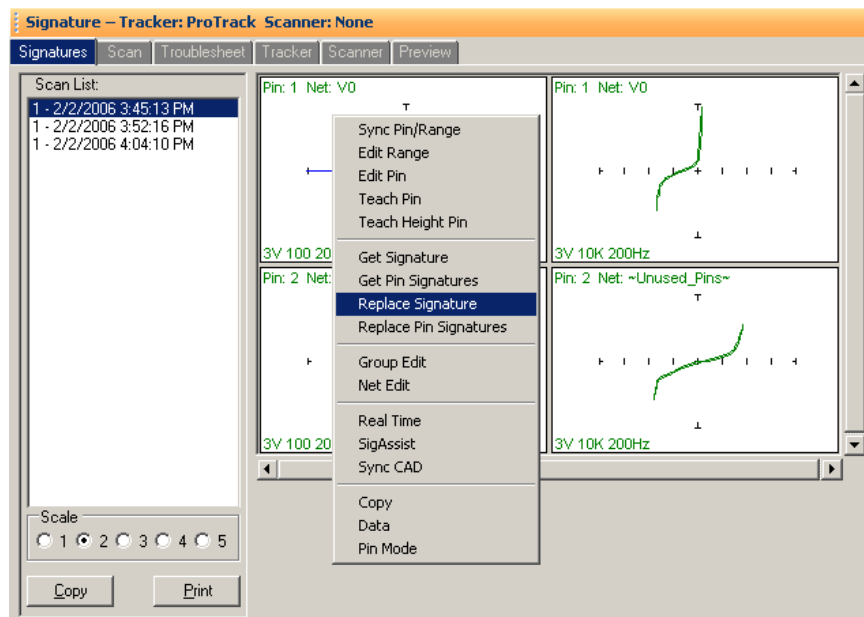 Signature – Tracker: ProTrack Scanner: None
Signatures Scan Troublesheet Tracker Scanner Preview
Scan List:
1 - 2/2/2006 3:45:13 PM
1 - 2/2/2006 3:52:16 PM
1 - 2/2/2006 4:04:10 PM
Scale
1 2 3 4 5
Copy Print
Pin: 1 Net: V0
3V 100 20
Pin: 1 Net: V0
3V 10K 200Hz
Pin: 2 Net:
3V 100 20
Pin: 2 Net: ~Unused_Pins~
3V 10K 200Hz
Sync Pin/Range
Edit Range
Edit Pin
Teach Pin
Teach Height Pin
Get Signature
Get Pin Signatures
Replace Signature
Replace Pin Signatures
Group Edit
Net Edit
Real Time
SigAssist
Sync CAD
Copy
Data
Pin Mode